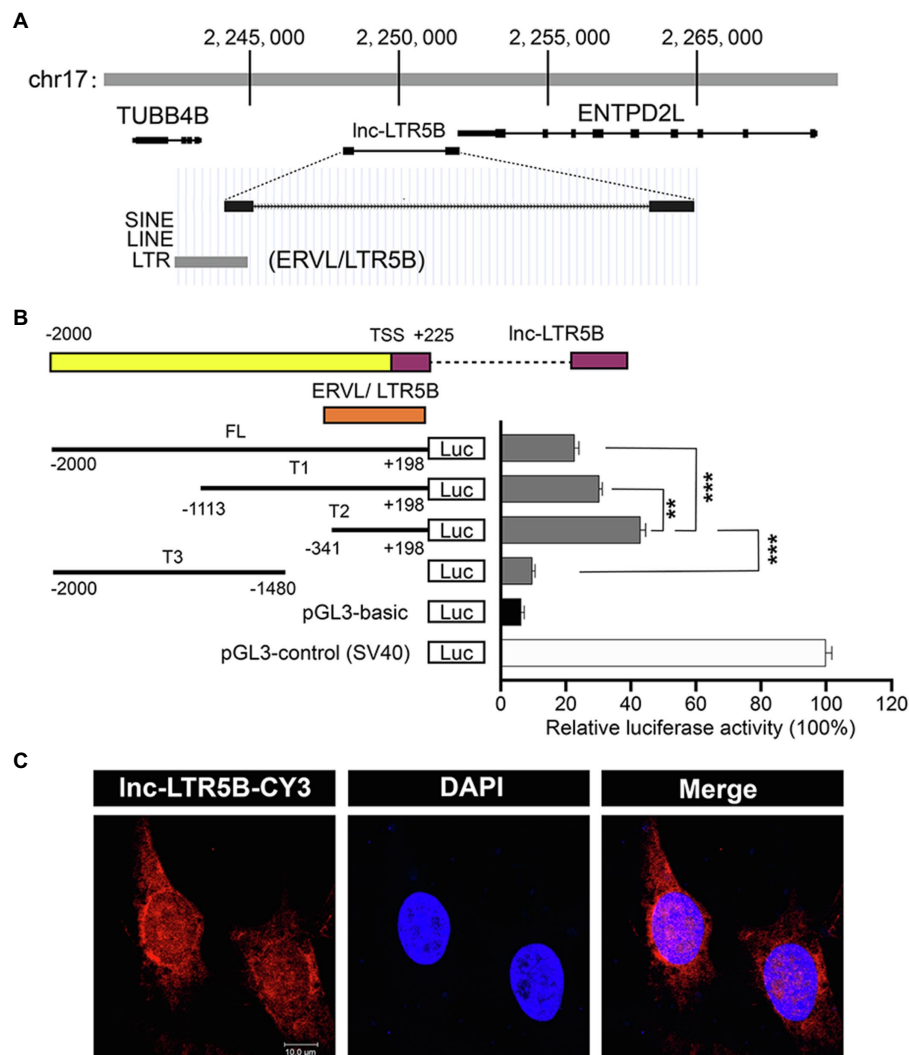 A
2,245,000 2,250,000 2,255,000 2,265,000
chr17:
TUBB4B
lnc-LTR5B
ENTPD2L
SINE
LINE
LTR
(ERVL/LTR5B)
B
-2000 TSS +225 lnc-LTR5B
ERVL/ LTR5B
FL
-2000 +198 Luc
T1
-1113 +198 Luc
T2
-341 +198 Luc
T3
-2000 -1480 Luc
pGL3-basic Luc
pGL3-control (SV40) Luc
***
**
***
0 20 40 60 80 100 120
Relative luciferase activity (100%)
C
lnc-LTR5B-CY3 DAPI Merge
10.0 µm